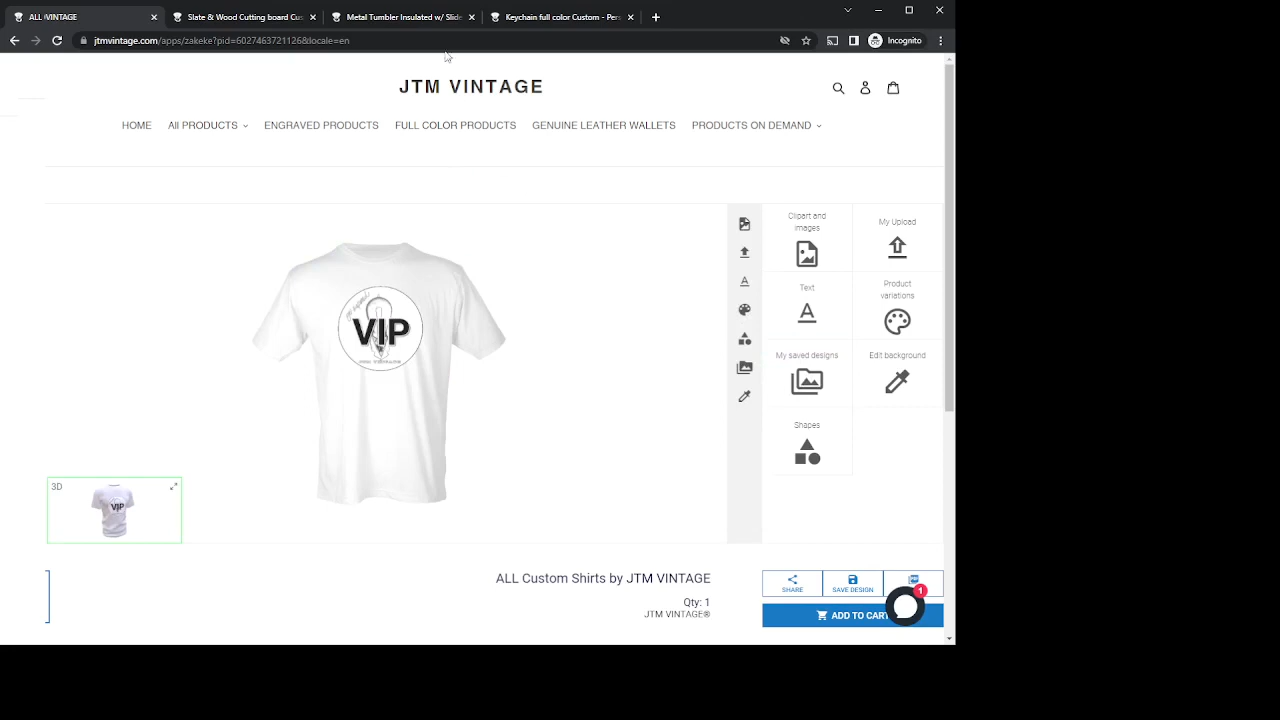 ALL VINTAGE
Slate & Wood Cutting board Cus
Metal Tumbler Insulated w/ Slide
Keychain full color Custom - Pers
jtmvintage.com/apps/zakeke?pid=6027463721126&locale=en
Incognito
JTM VINTAGE
HOME
All PRODUCTS
ENGRAVED PRODUCTS
FULL COLOR PRODUCTS
GENUINE LEATHER WALLETS
PRODUCTS ON DEMAND
VIP
Clipart and
images
My Upload
Text
Product
variations
My saved designs
Edit background
Shapes
3D
VIP
ALL Custom Shirts by JTM VINTAGE
Qty: 1
JTM VINTAGE®
SHARE
SAVE DESIGN
1
ADD TO CART